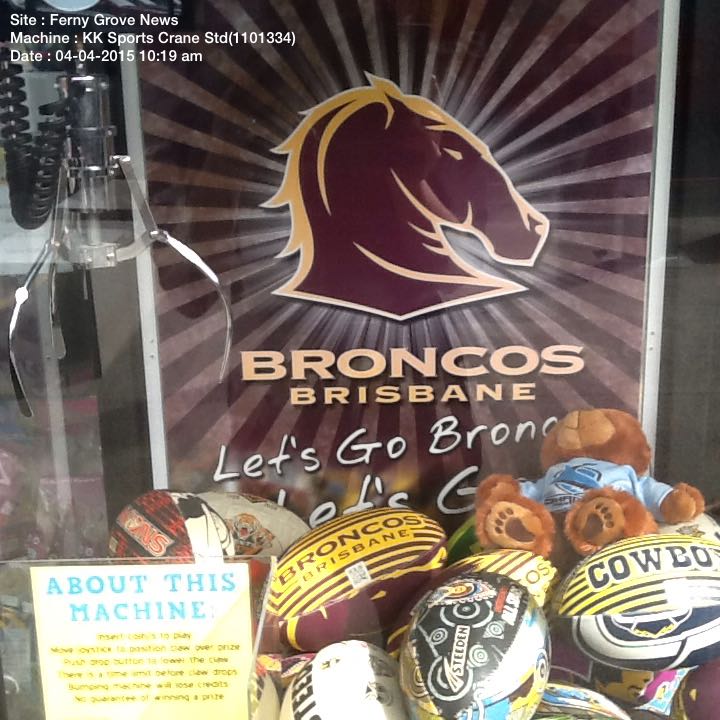 Site : Ferny Grove News
Machine : KK Sports Crane Std(1101334)
Date : 04-04-2015 10:19 am
BRONCOS
BRISBANE
Let's Go Bronc
Let's G
BRONCOS
BRISBANE
COWBO
STEEDEN
ABOUT THIS
MACHINE:
Insert coin/s to play
Move joystick to position claw over prize
Push drop button to lower the claw
There is a time limit before claw drops
Bumping machine will lose credits
No guarantee of winning a prize